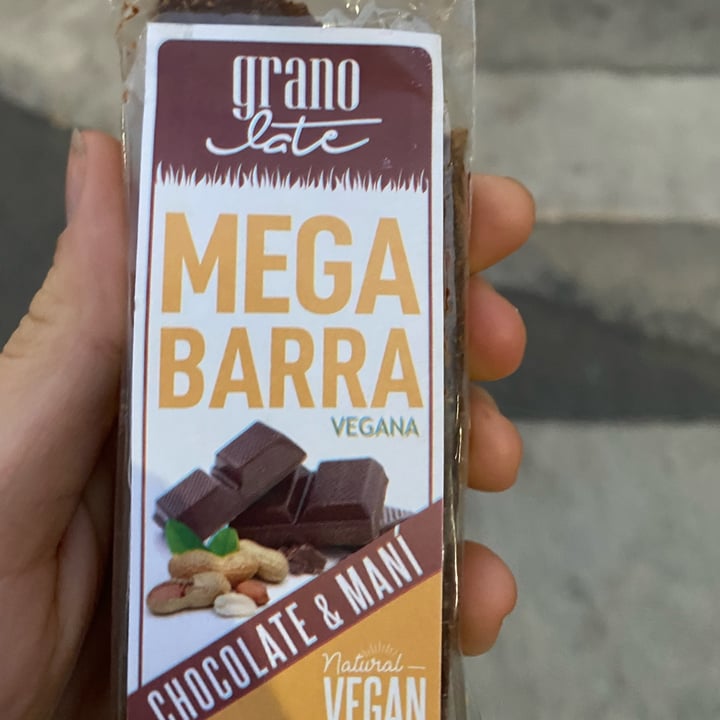 grano
late
MEGA
BARRA
VEGANA
CHOCOLATE & MANÍ
Natural
VEGAN